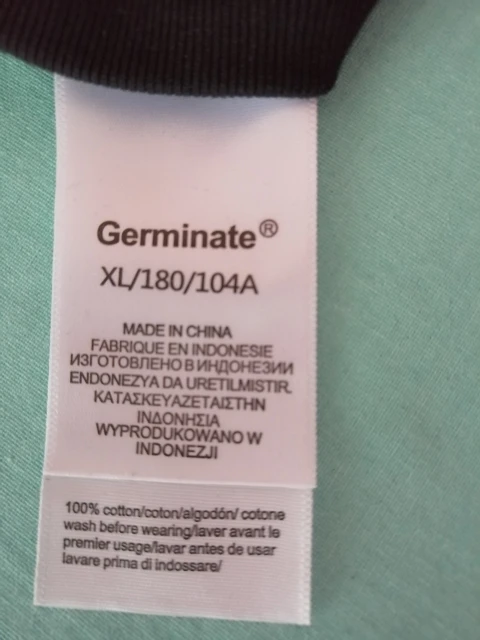 Germinate®
XL/180/104A
MADE IN CHINA
FABRIQUE EN INDONESIE
ИЗГОТОВЛЕНО В ИНДОНЕЗИИ
ENDONEZYA DA URETILMISTIR.
ΚΑΤΑΣΚΕΥΑΖΕΤΑΙΣΤΗΝ
ΙΝΔΟΝΗΣΙΑ
WYPRODUKOWANO W
INDONEZJI
100% cotton/coton/algodón/ cotone
wash before wearing/laver avant le
premier usage/lavar antes de usar
lavare prima di indossare/